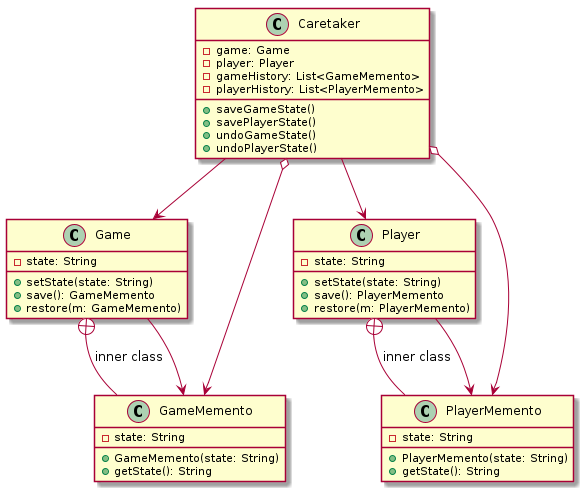 C Caretaker
game: Game
player: Player
gameHistory: List<GameMemento>
playerHistory: List<PlayerMemento>
saveGameState()
savePlayerState()
undoGameState()
undoPlayerState()
C Game
state: String
setState(state: String)
save(): GameMemento
restore(m: GameMemento)
C Player
state: String
setState(state: String)
save(): PlayerMemento
restore(m: PlayerMemento)
inner class
inner class
C GameMemento
state: String
GameMemento(state: String)
getState(): String
C PlayerMemento
state: String
PlayerMemento(state: String)
getState(): String